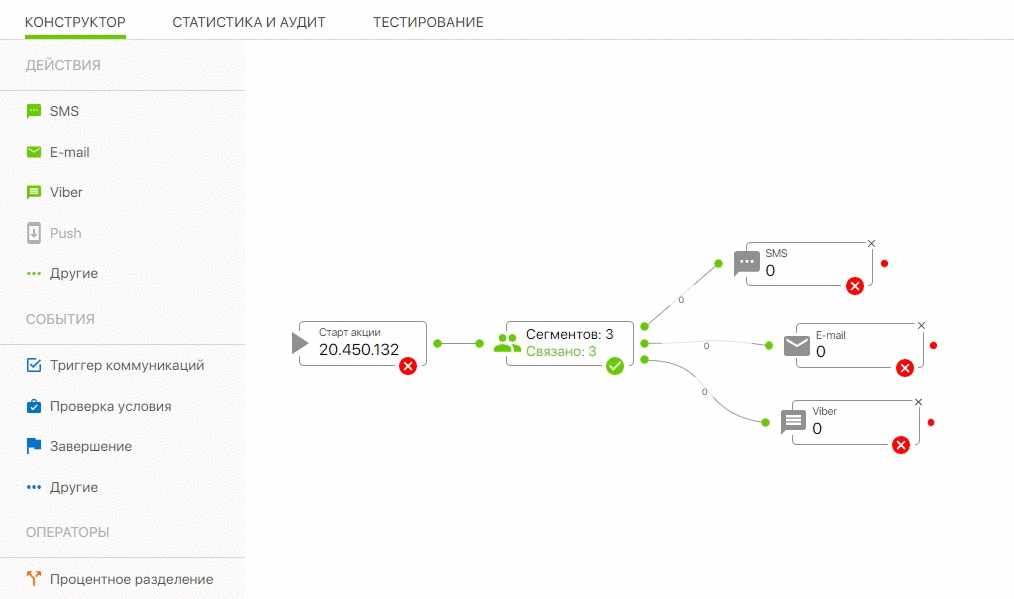 КОНСТРУКТОР
СТАТИСТИКА И АУДИТ
ТЕСТИРОВАНИЕ
ДЕЙСТВИЯ
SMS
E-mail
Viber
Push
Другие
СОБЫТИЯ
Триггер коммуникаций
Проверка условия
Завершение
Другие
ОПЕРАТОРЫ
Процентное разделение
Старт акции
20.450.132
Сегментов: 3
Связано: 3
0
0
0
SMS
0
E-mail
0
Viber
0